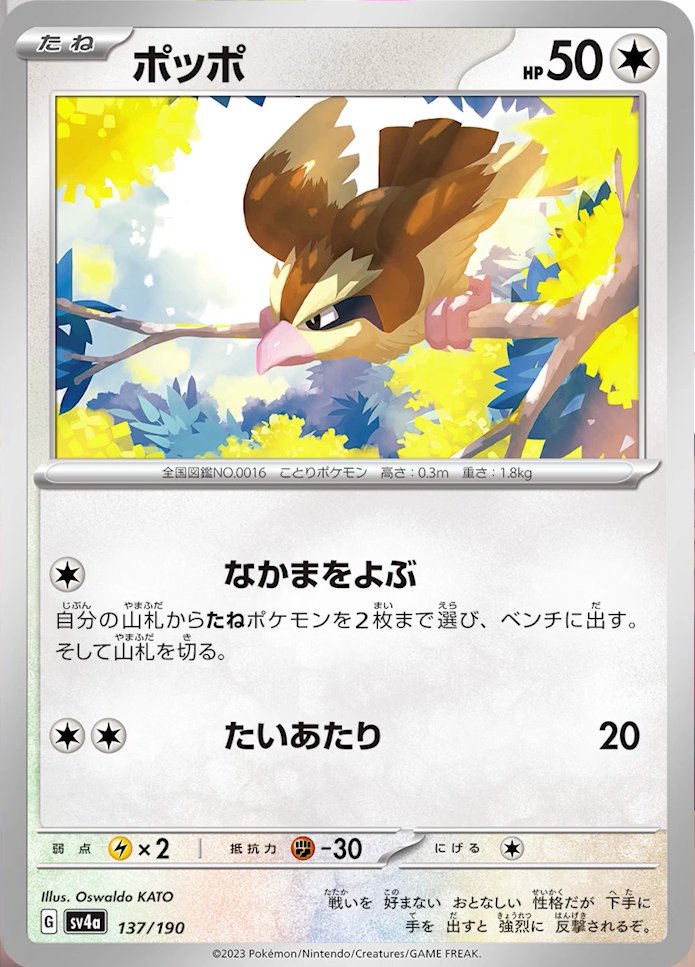 たね ポッポ HP50
全国図鑑NO.0016 ことりポケモン 高さ:0.3m 重さ:1.8kg
なかまをよぶ
自分の山札からたねポケモンを2枚まで選び、ベンチに出す。
そして山札を切る。
たいあたり 20
弱点 ×2 抵抗力 -30 にげる
Illus. Oswaldo KATO
G sv4a 137/190
戦いを 好まない おとなしい 性格だが 下手に
手を 出すと 強烈に 反撃されるぞ。
©2023 Pokémon/Nintendo/Creatures/GAME FREAK.